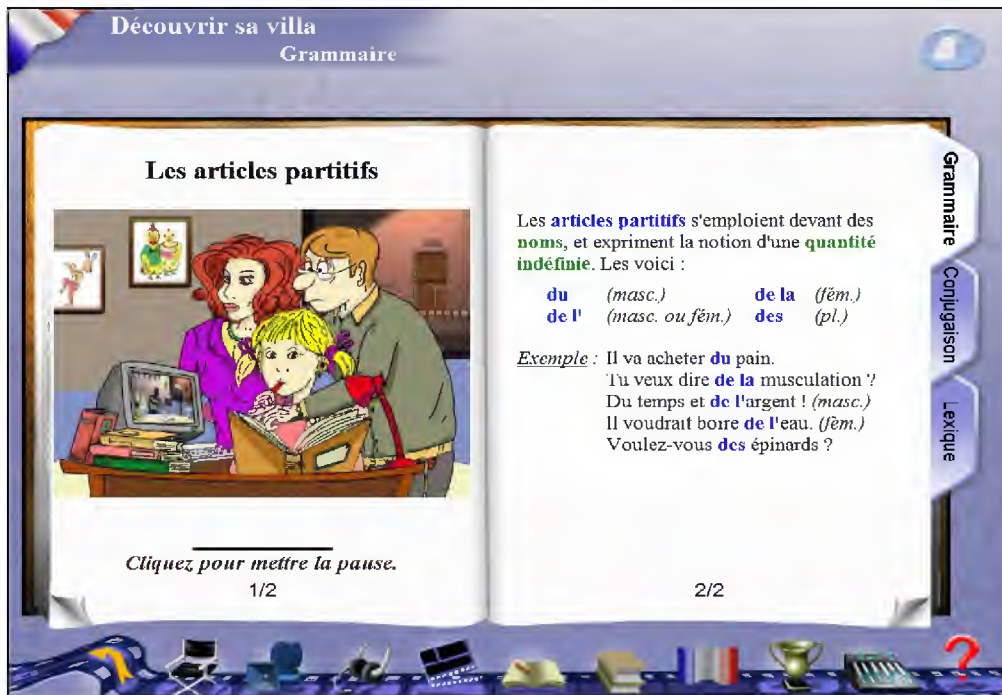 Découvrir sa villa
Grammaire
Les articles partitifs
Cliquez pour mettre la pause.
1/2
Les articles partitifs s'emploient devant des
noms, et expriment la notion d'une quantité
indéfinie. Les voici :
du (masc.) de la (fém.)
de l' (masc. ou fém.) des (pl.)
Exemple : Il va acheter du pain.
Tu veux dire de la musculation ?
Du temps et de l'argent ! (masc.)
Il voudrait boire de l'eau. (fém.)
Voulez-vous des épinards ?
2/2
Grammaire
Conjugaison
Lexique
?